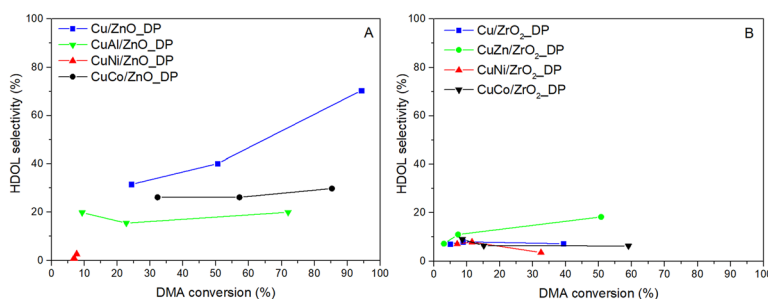 A
Cu/ZnO_DP
CuAl/ZnO_DP
CuNi/ZnO_DP
CuCo/ZnO_DP
HDOL selectivity (%)
100
80
60
40
20
0
0 10 20 30 40 50 60 70 80 90 100
DMA conversion (%)
B
Cu/ZrO₂_DP
CuZn/ZrO₂_DP
CuNi/ZrO₂_DP
CuCo/ZrO₂_DP
HDOL selectivity (%)
100
80
60
40
20
0
0 10 20 30 40 50 60 70 80 90 100
DMA conversion (%)